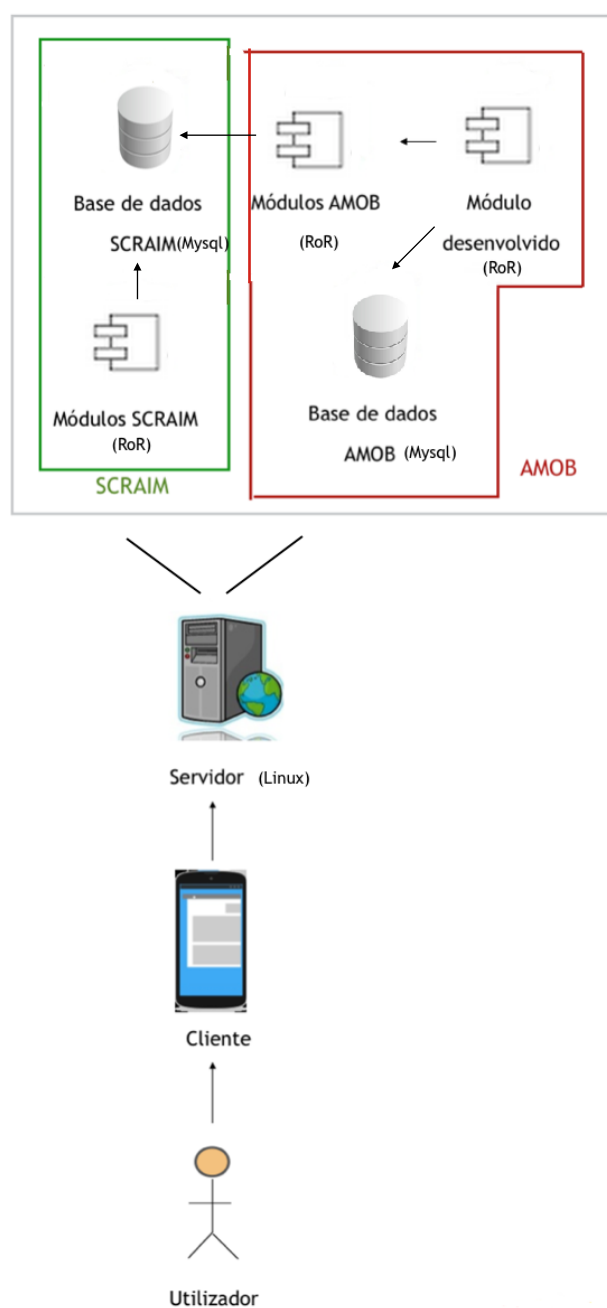 Base de dados
SCRAIM(Mysql)
Módulos AMOB
(RoR)
Módulo
desenvolvido
(RoR)
Módulos SCRAIM
(RoR)
Base de dados
AMOB (Mysql)
SCRAIM
AMOB
Servidor (Linux)
Cliente
Utilizador